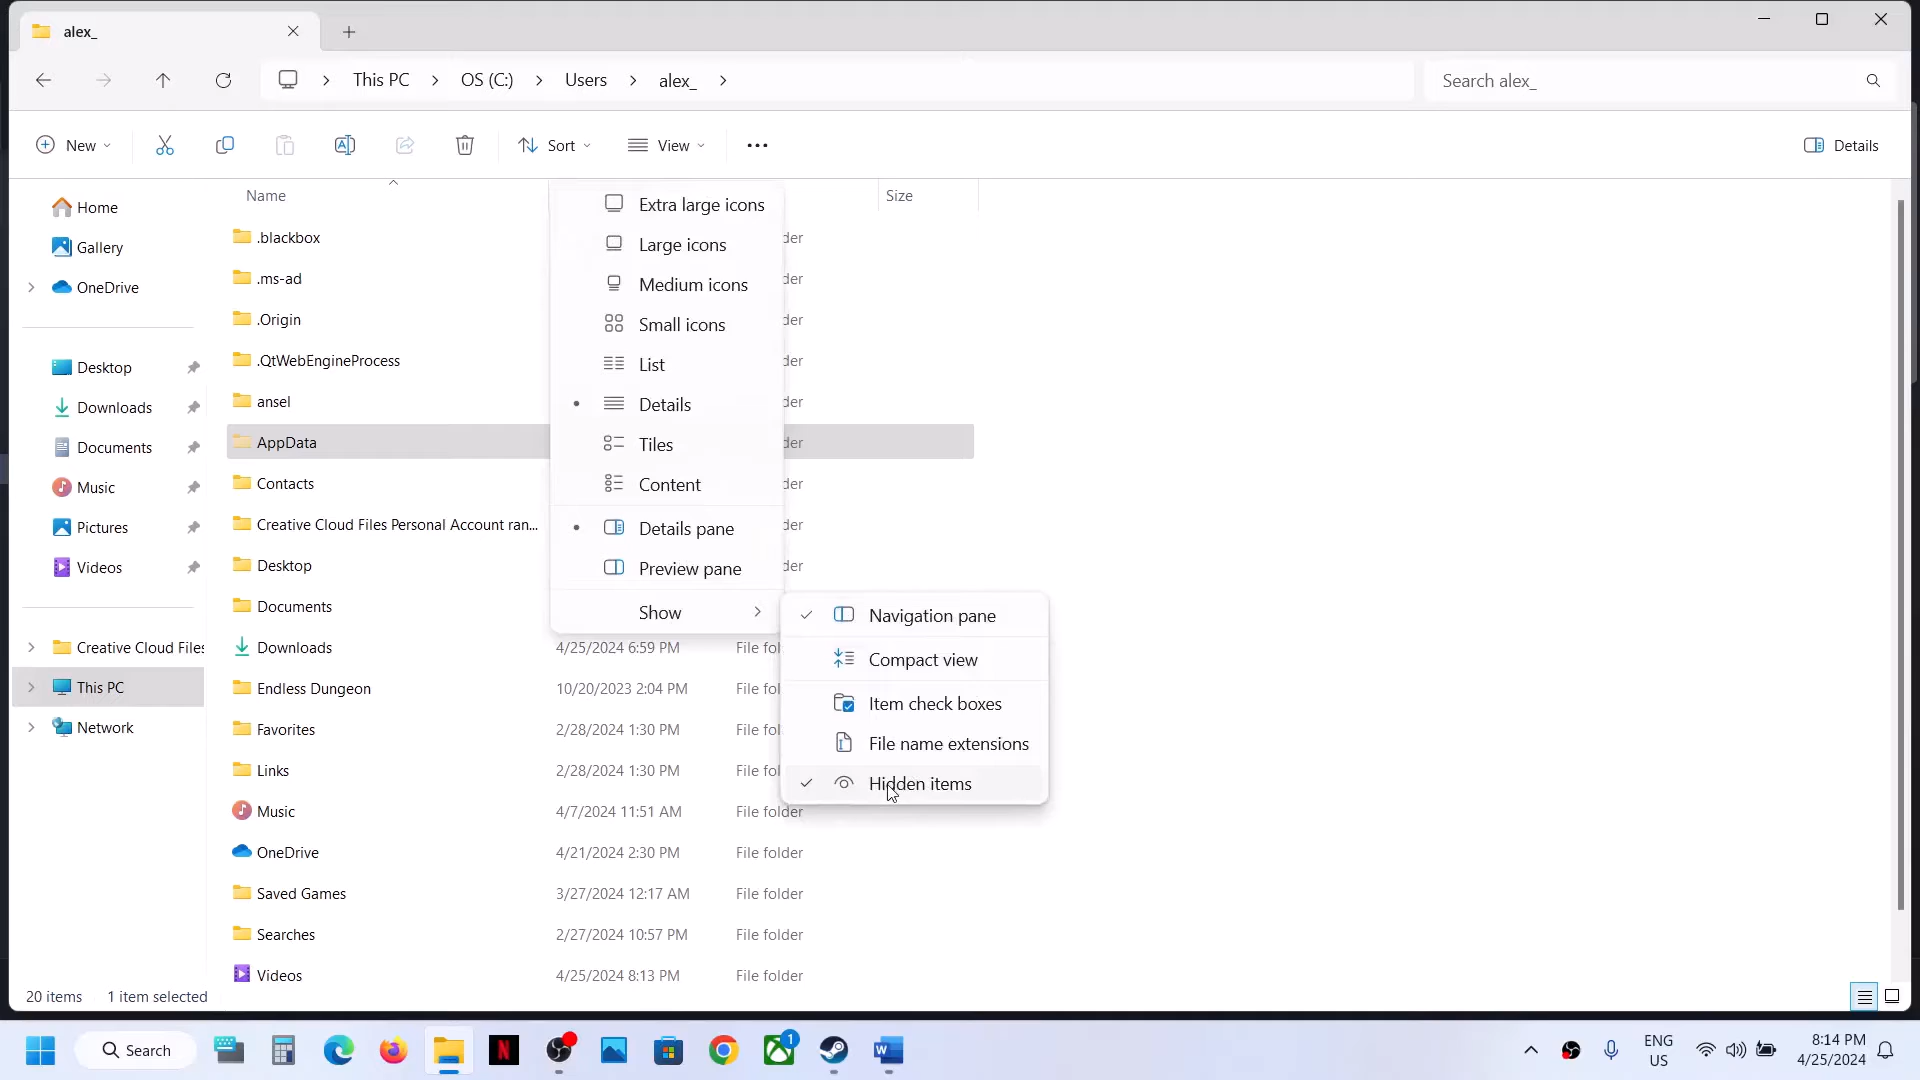 alex_
This PC
OS (C:)
Users
alex_
Search alex_
New
Sort
View
Details
Name
Size
Home
Gallery
OneDrive
Desktop
Downloads
Documents
Music
Pictures
Videos
Creative Cloud Files
This PC
Network
.blackbox
der
.ms-ad
der
.Origin
der
.QtWebEngineProcess
der
ansel
der
AppData
der
Contacts
der
Creative Cloud Files Personal Account ran...
der
Desktop
der
Documents
Downloads 4/25/2024 6:59 PM File fol
Endless Dungeon 10/20/2023 2:04 PM File fol
Favorites 2/28/2024 1:30 PM File fol
Links 2/28/2024 1:30 PM File fol
Music 4/7/2024 11:51 AM File folder
OneDrive 4/21/2024 2:30 PM File folder
Saved Games 3/27/2024 12:17 AM File folder
Searches 2/27/2024 10:57 PM File folder
Videos 4/25/2024 8:13 PM File folder
Extra large icons
Large icons
Medium icons
Small icons
List
Details
Tiles
Content
Details pane
Preview pane
Show
Navigation pane
Compact view
Item check boxes
File name extensions
Hidden items
20 items 1 item selected
Search
N
1
W
ENG
US
8:14 PM
4/25/2024